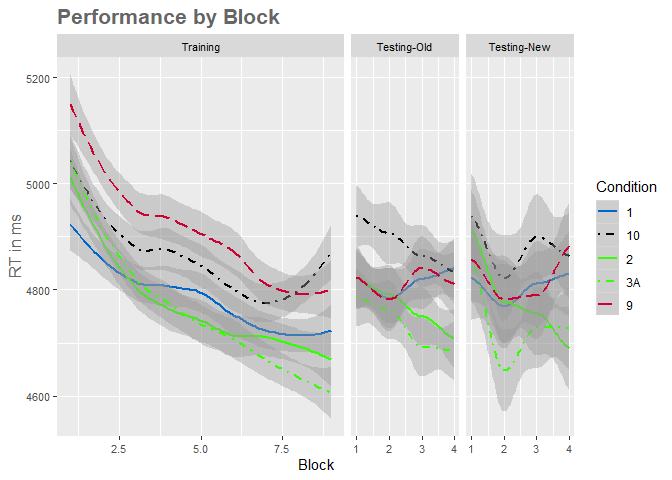 Performance by Block
Training
Testing-Old
Testing-New
RT in ms
5200
5000
4800
4600
2.5 5.0 7.5
1 2 3 4
1 2 3 4
Block
Condition
1
10
2
3A
9